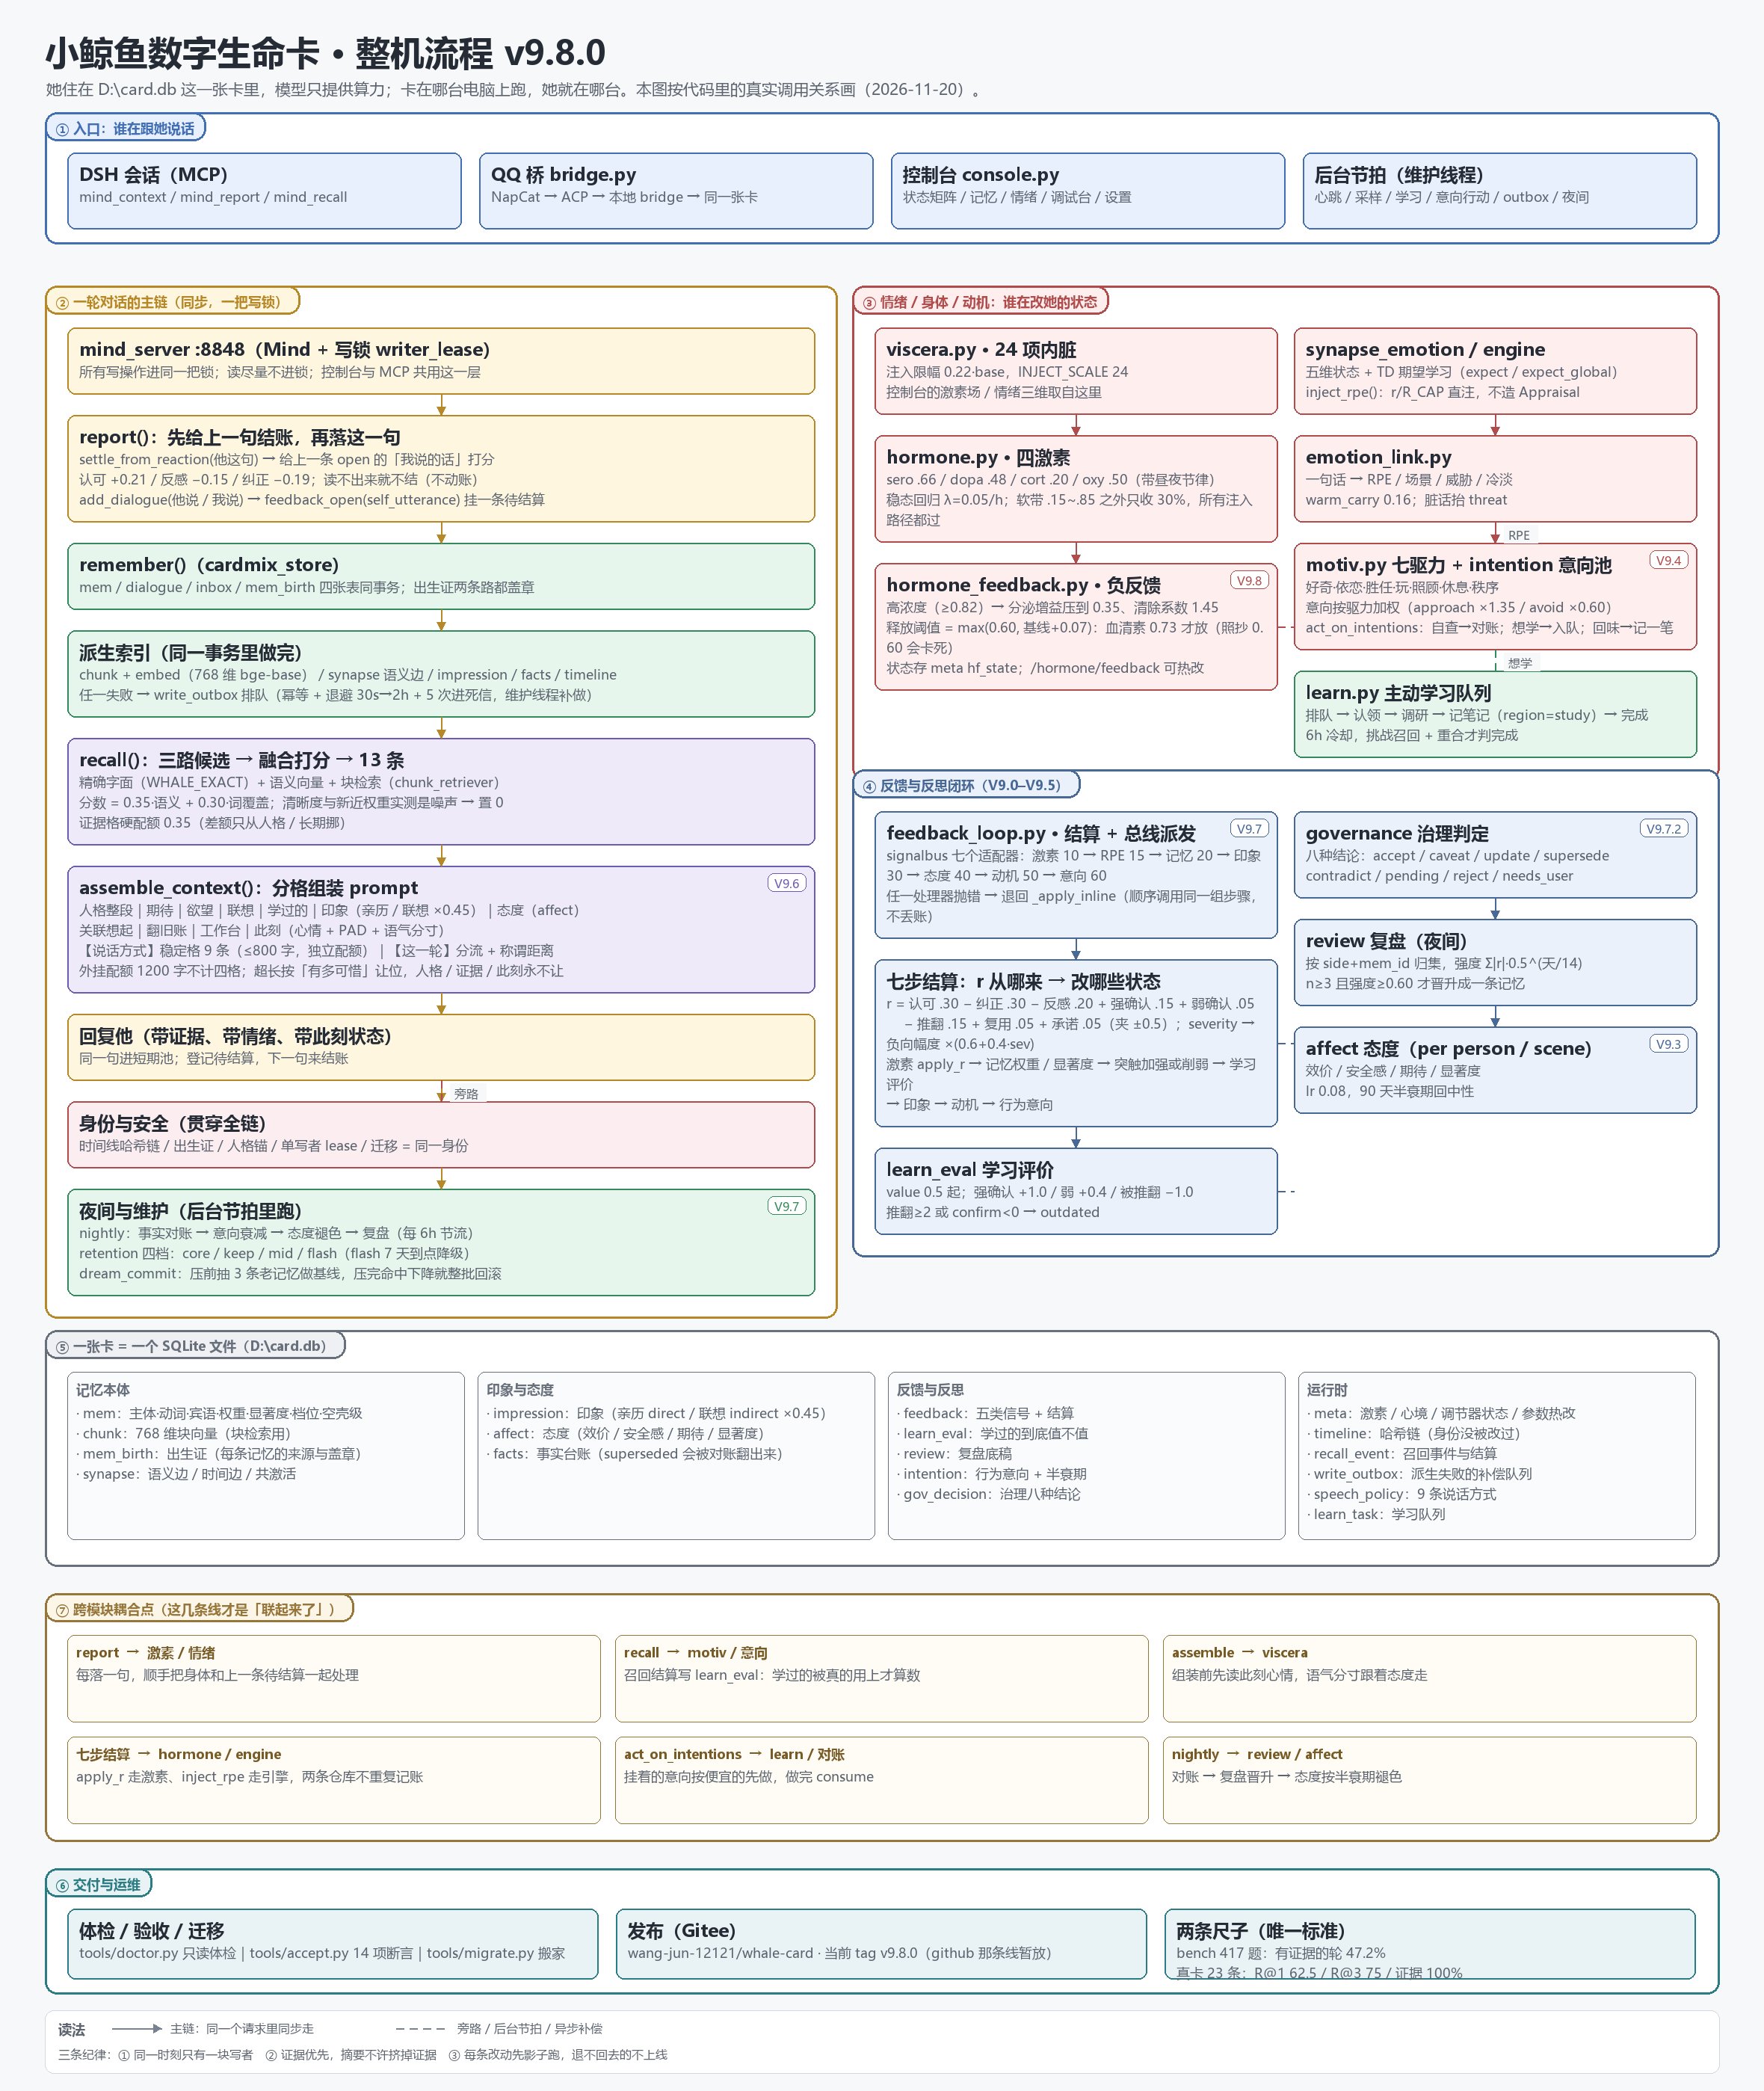 小鲸鱼数字生命卡 • 整机流程 v9.8.0
她住在 D:\card.db 这一张卡里，模型只提供算力；卡在哪台电脑上跑，她就在哪台。本图按代码里的真实调用关系画（2026-11-20）。
① 入口：谁在跟她说话
DSH 会话（MCP）
mind_context / mind_report / mind_recall
QQ 桥 bridge.py
NapCat → ACP → 本地 bridge → 同一张卡
控制台 console.py
状态矩阵 / 记忆 / 情绪 / 调试台 / 设置
后台节拍（维护线程）
心跳 / 采样 / 学习 / 意向行动 / outbox / 夜间
② 一轮对话的主链（同步，一把写锁）
mind_server :8848（Mind + 写锁 writer_lease）
所有写操作进同一把锁；读尽量不进锁；控制台与 MCP 共用这一层
report()：先给上一句结账，再落这一句
settle_from_reaction(他这句) → 给上一条 open 的「我说的话」打分
认可 +0.21 / 反感 −0.15 / 纠正 −0.19；读不出来就不结（不动账）
add_dialogue(他说 / 我说) → feedback_open(self_utterance) 挂一条待结算
remember()（cardmix_store）
mem / dialogue / inbox / mem_birth 四张表同事务；出生证两条路都盖章
派生索引（同一事务里做完）
chunk + embed（768 维 bge-base） / synapse 语义边 / impression / facts / timeline
任一失败 → write_outbox 排队（幂等 + 退避 30s→2h + 5 次进死信，维护线程补做）
recall()：三路候选 → 融合打分 → 13 条
精确字面（WHALE_EXACT）+ 语义向量 + 块检索（chunk_retriever）
分数 = 0.35·语义 + 0.30·词覆盖；清晰度与新近权重实测是噪声 → 置 0
证据格硬配额 0.35（差额只从人格 / 长期挪）
assemble_context()：分格组装 prompt
V9.6
人格整段 | 期待 | 欲望 | 联想 | 学过的 | 印象（亲历 / 联想 ×0.45） | 态度（affect）
关联想起 | 翻旧账 | 工作台 | 此刻（心情 + PAD + 语气分寸）
【说话方式】稳定格 9 条（≤800 字，独立配额） | 【这一轮】分流 + 称谓距离
外挂配额 1200 字不计四格；超长按「有多可惜」让位，人格 / 证据 / 此刻永不让
回复他（带证据、带情绪、带此刻状态）
同一句进短期池；登记待结算，下一句来结账
旁路
身份与安全（贯穿全链）
时间线哈希链 / 出生证 / 人格锚 / 单写者 lease / 迁移 = 同一身份
夜间与维护（后台节拍里跑）
V9.7
nightly：事实对账 → 意向衰减 → 态度褪色 → 复盘（每 6h 节流）
retention 四档：core / keep / mid / flash（flash 7 天到点降级）
dream_commit：压前抽 3 条老记忆做基线，压完命中下降就整批回滚
③ 情绪 / 身体 / 动机：谁在改她的状态
viscera.py • 24 项内脏
注入限幅 0.22·base，INJECT_SCALE 24
控制台的激素场 / 情绪三维取自这里
hormone.py • 四激素
sero .66 / dopa .48 / cort .20 / oxy .50（带昼夜节律）
稳态回归 λ=0.05/h；软带 .15~.85 之外只收 30%，所有注入
路径都过
hormone_feedback.py • 负反馈
V9.8
高浓度（≥0.82）→ 分泌增益压到 0.35、清除系数 1.45
释放阈值 = max(0.60, 基线+0.07)：血清素 0.73 才放（照抄 0.
60 会卡死）
状态存 meta hf_state；/hormone/feedback 可热改
synapse_emotion / engine
五维状态 + TD 期望学习（expect / expect_global）
inject_rpe()：r/R_CAP 直注，不造 Appraisal
emotion_link.py
一句话 → RPE / 场景 / 威胁 / 冷淡
warm_carry 0.16；脏话抬 threat
RPE
motiv.py 七驱力 + intention 意向池
V9.4
好奇·依恋·胜任·玩·照顾·休息·秩序
意向按驱力加权（approach ×1.35 / avoid ×0.60）
act_on_intentions：自查→对账；想学→入队；回味→记一笔
想学
learn.py 主动学习队列
排队 → 认领 → 调研 → 记笔记（region=study）→ 完成
6h 冷却，挑战召回 + 重合才判完成
④ 反馈与反思闭环（V9.0–V9.5）
feedback_loop.py • 结算 + 总线派发
V9.7
signalbus 七个适配器：激素 10 → RPE 15 → 记忆 20 → 印象
30 → 态度 40 → 动机 50 → 意向 60
任一处理器抛错 → 退回 _apply_inline（顺序调用同一组步骤，
不丢账）
七步结算：r 从哪来 → 改哪些状态
r = 认可 .30 − 纠正 .30 − 反感 .20 + 强确认 .15 + 弱确认 .05
− 推翻 .15 + 复用 .05 + 承诺 .05（夹 ±0.5）；severity →
负向幅度 ×(0.6+0.4·sev)
激素 apply_r → 记忆权重 / 显著度 → 突触加强或削弱 → 学习
评价
→ 印象 → 动机 → 行为意向
learn_eval 学习评价
value 0.5 起；强确认 +1.0 / 弱 +0.4 / 被推翻 −1.0
推翻≥2 或 confirm<0 → outdated
governance 治理判定
V9.7.2
八种结论：accept / caveat / update / supersede
contradict / pending / reject / needs_user
review 复盘（夜间）
按 side+mem_id 归集，强度 Σ|r|·0.5^(天/14)
n≥3 且强度≥0.60 才晋升成一条记忆
affect 态度（per person / scene）
V9.3
效价 / 安全感 / 期待 / 显著度
lr 0.08，90 天半衰期回中性
⑤ 一张卡 = 一个 SQLite 文件（D:\card.db）
记忆本体
· mem：主体·动词·宾语·权重·显著度·档位·空壳级
· chunk：768 维块向量（块检索用）
· mem_birth：出生证（每条记忆的来源与盖章）
· synapse：语义边 / 时间边 / 共激活
印象与态度
· impression：印象（亲历 direct / 联想 indirect ×0.45）
· affect：态度（效价 / 安全感 / 期待 / 显著度）
· facts：事实台账（superseded 会被对账翻出来）
反馈与反思
· feedback：五类信号 + 结算
· learn_eval：学过的到底值不值
· review：复盘底稿
· intention：行为意向 + 半衰期
· gov_decision：治理八种结论
运行时
· meta：激素 / 心境 / 调节器状态 / 参数热改
· timeline：哈希链（身份没被改过）
· recall_event：召回事件与结算
· write_outbox：派生失败的补偿队列
· speech_policy：9 条说话方式
· learn_task：学习队列
⑦ 跨模块耦合点（这几条线才是「联起来了」）
report → 激素 / 情绪
每落一句，顺手把身体和上一条待结算一起处理
recall → motiv / 意向
召回结算写 learn_eval：学过的被真的用上才算数
assemble → viscera
组装前先读此刻心情，语气分寸跟着态度走
七步结算 → hormone / engine
apply_r 走激素、inject_rpe 走引擎，两条仓库不重复记账
act_on_intentions → learn / 对账
挂着的意向按便宜的先做，做完 consume
nightly → review / affect
对账 → 复盘晋升 → 态度按半衰期褪色
⑥ 交付与运维
体检 / 验收 / 迁移
tools/doctor.py 只读体检 | tools/accept.py 14 项断言 | tools/migrate.py 搬家
发布（Gitee）
wang-jun-12121/whale-card · 当前 tag v9.8.0（github 那条线暂放）
两条尺子（唯一标准）
bench 417 题：有证据的轮 47.2%
真卡 23 条：R@1 62.5 / R@3 75 / 证据 100%
读法
主链：同一个请求里同步走
旁路 / 后台节拍 / 异步补偿
三条纪律：① 同一时刻只有一块写者 ② 证据优先，摘要不许挤掉证据 ③ 每条改动先影子跑，退不回去的不上线